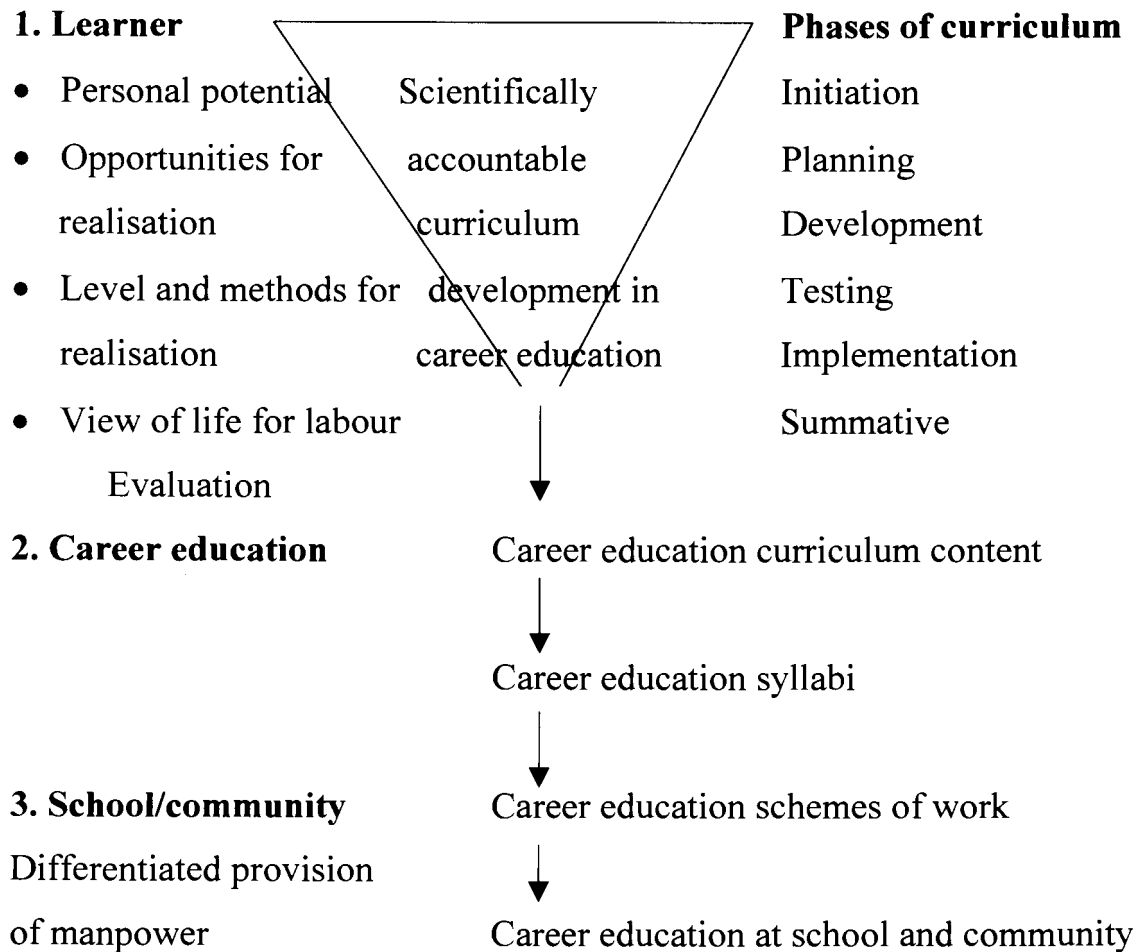 1. Learner Phases of curriculum
• Personal potential Scientifically Initiation
• Opportunities for accountable Planning
realisation curriculum Development
• Level and methods for development in Testing
realisation career education Implementation
• View of life for labour Summative
Evaluation
2. Career education Career education curriculum content
Career education syllabi
3. School/community Career education schemes of work
Differentiated provision
of manpower Career education at school and community